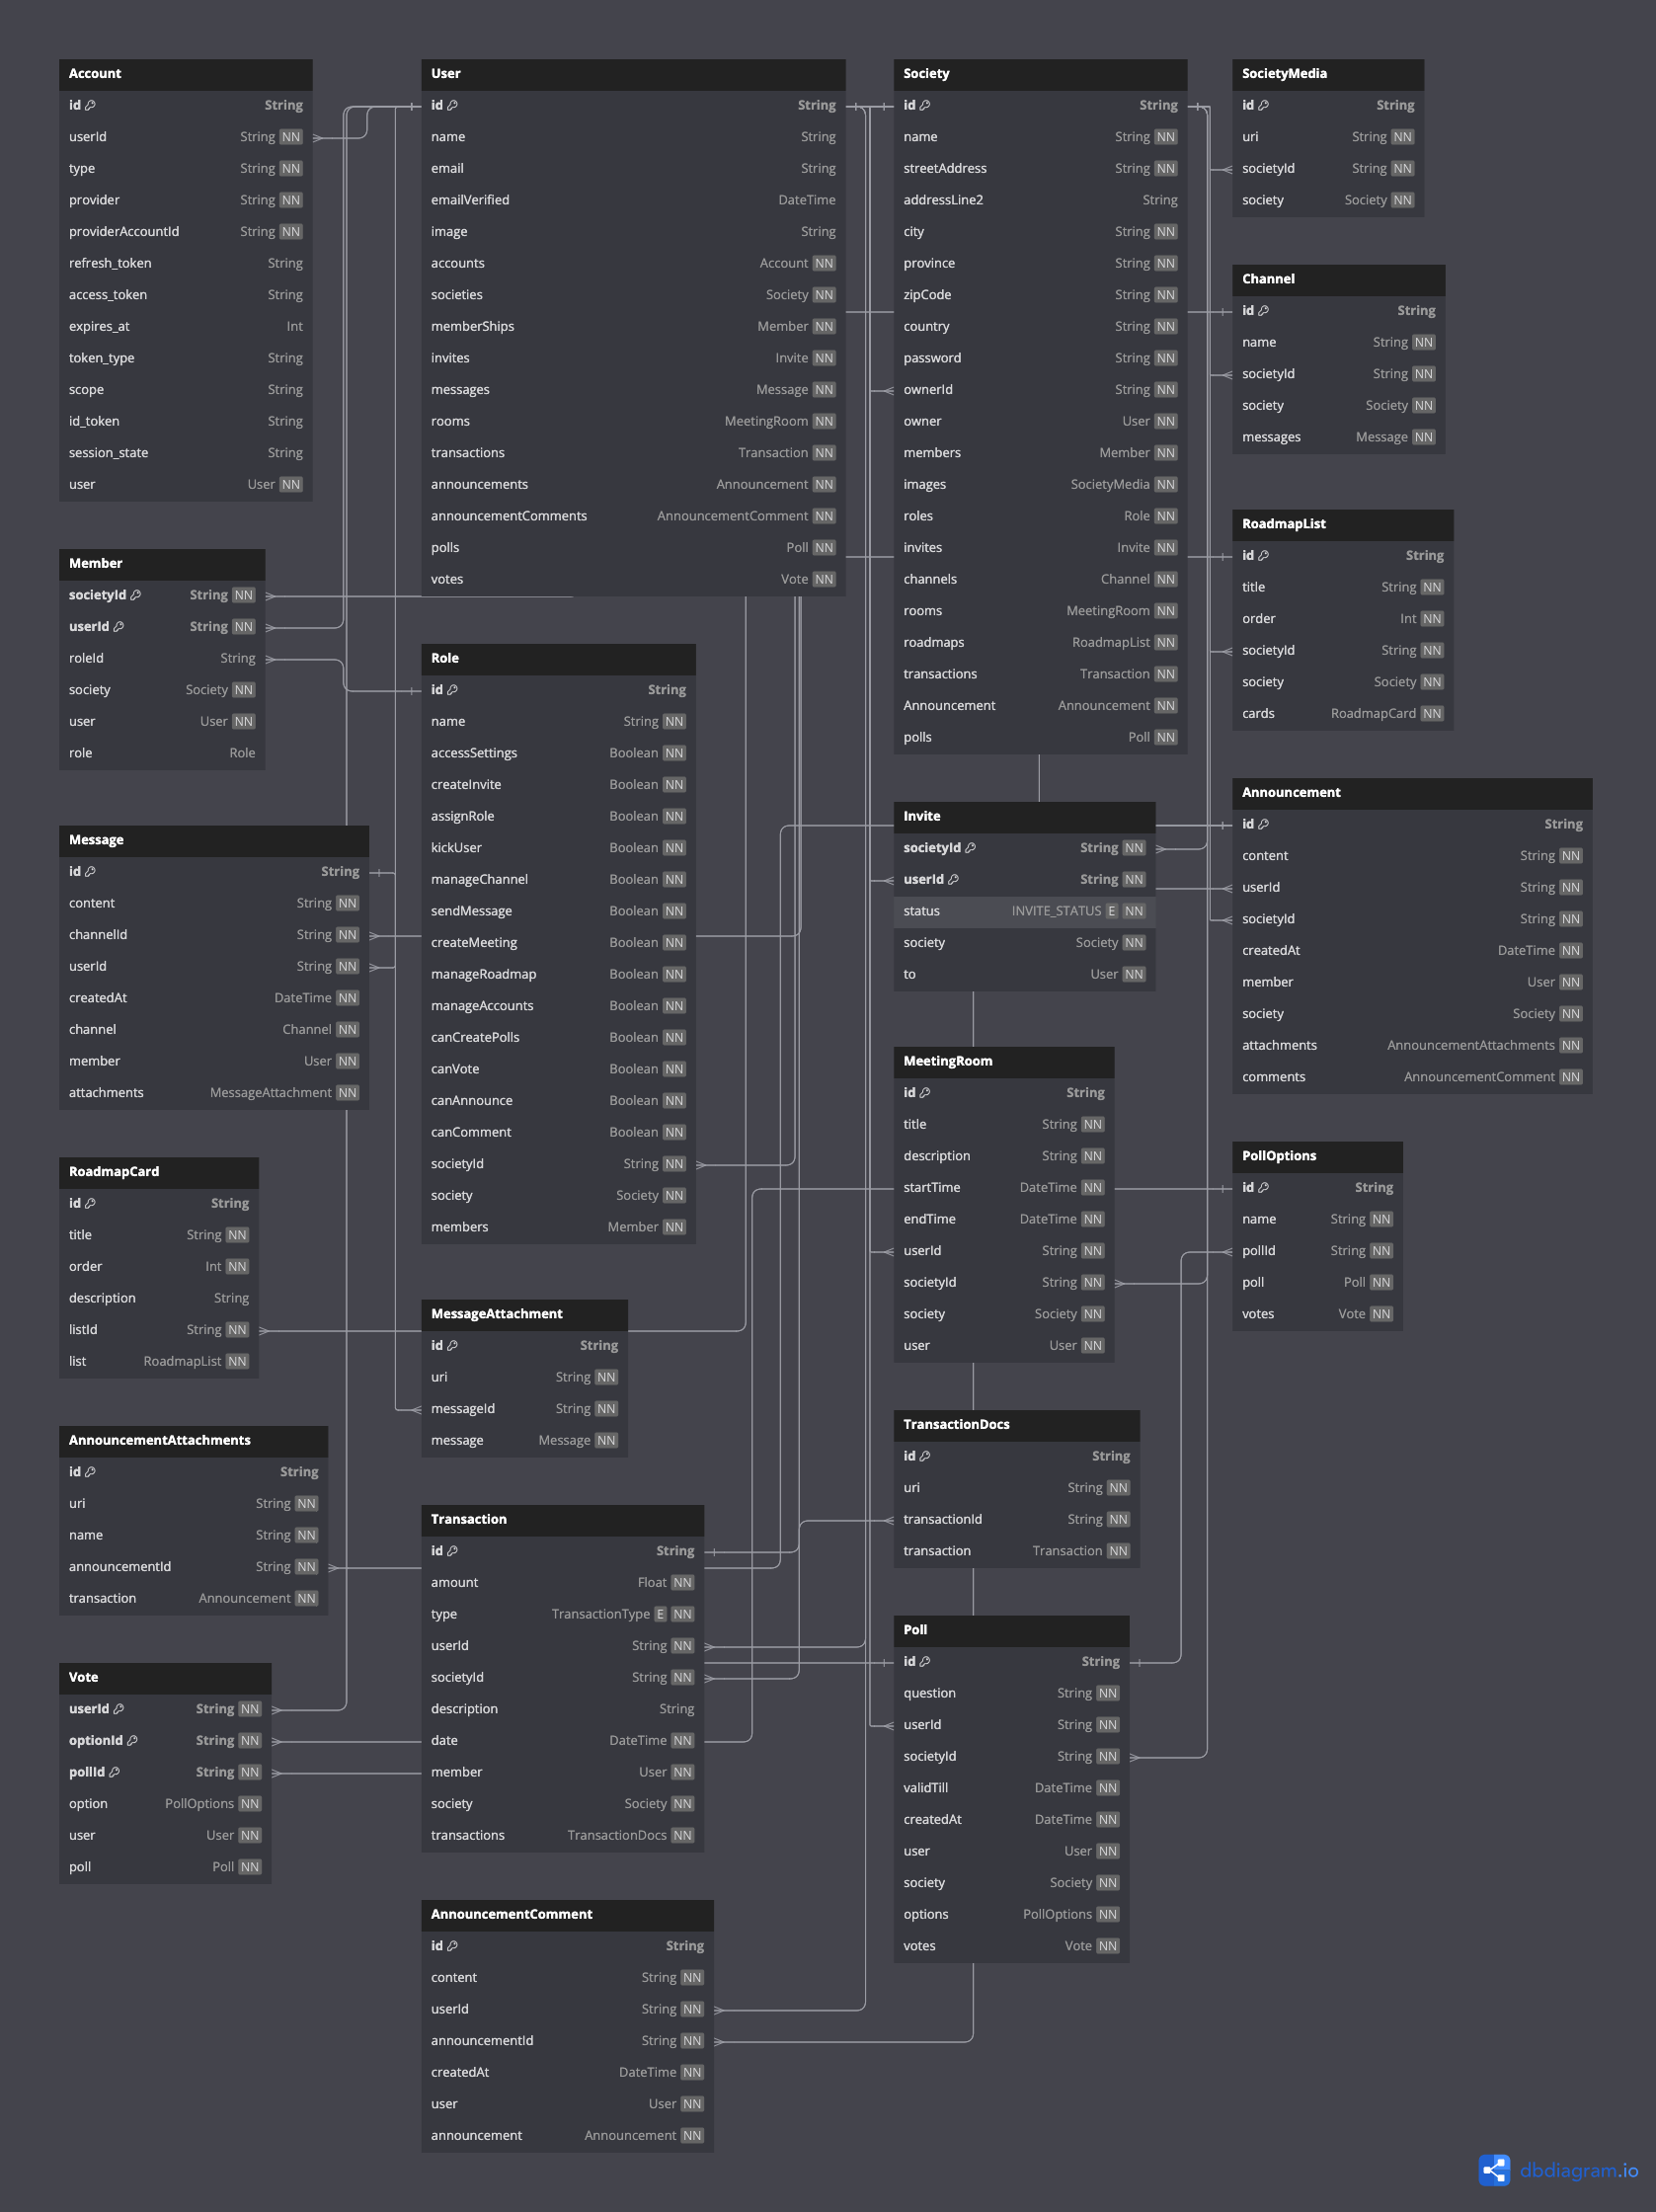 Account
id String
userId String NN
type String NN
provider String NN
providerAccountId String NN
refresh_token String
access_token String
expires_at Int
token_type String
scope String
id_token String
session_state String
user User NN
Member
societyId String NN
userId String NN
roleId String
society Society NN
user User NN
role Role
Message
id String
content String NN
channelId String NN
userId String NN
createdAt DateTime NN
channel Channel NN
member User NN
attachments MessageAttachment NN
RoadmapCard
id String
title String NN
order Int NN
description String
listId String NN
list RoadmapList NN
AnnouncementAttachments
id String
uri String NN
name String NN
announcementId String NN
transaction Announcement NN
Vote
userId String NN
optionId String NN
pollId String NN
option PollOptions NN
user User NN
poll Poll NN
User
id String
name String
email String
emailVerified DateTime
image String
accounts Account NN
societies Society NN
memberShips Member NN
invites Invite NN
messages Message NN
rooms MeetingRoom NN
transactions Transaction NN
announcements Announcement NN
announcementComments AnnouncementComment NN
polls Poll NN
votes Vote NN
Role
id String
name String NN
accessSettings Boolean NN
createInvite Boolean NN
assignRole Boolean NN
kickUser Boolean NN
manageChannel Boolean NN
sendMessage Boolean NN
createMeeting Boolean NN
manageRoadmap Boolean NN
manageAccounts Boolean NN
canCreatePolls Boolean NN
canVote Boolean NN
canAnnounce Boolean NN
canComment Boolean NN
societyId String NN
society Society NN
members Member NN
MessageAttachment
id String
uri String NN
messageId String NN
message Message NN
Transaction
id String
amount Float NN
type TransactionType E NN
userId String NN
societyId String NN
description String
date DateTime NN
member User NN
society Society NN
transactions TransactionDocs NN
AnnouncementComment
id String
content String NN
userId String NN
announcementId String NN
createdAt DateTime NN
user User NN
announcement Announcement NN
Society
id String
name String NN
streetAddress String NN
addressLine2 String
city String NN
province String NN
zipCode String NN
country String NN
password String NN
ownerId String NN
owner User NN
members Member NN
images SocietyMedia NN
roles Role NN
invites Invite NN
channels Channel NN
rooms MeetingRoom NN
roadmaps RoadmapList NN
transactions Transaction NN
Announcement Announcement NN
polls Poll NN
Invite
societyId String NN
userId String NN
status INVITE_STATUS E NN
society Society NN
to User NN
MeetingRoom
id String
title String NN
description String NN
startTime DateTime NN
endTime DateTime NN
userId String NN
societyId String NN
society Society NN
user User NN
TransactionDocs
id String
uri String NN
transactionId String NN
transaction Transaction NN
Poll
id String
question String NN
userId String NN
societyId String NN
validTill DateTime NN
createdAt DateTime NN
user User NN
society Society NN
options PollOptions NN
votes Vote NN
SocietyMedia
id String
uri String NN
societyId String NN
society Society NN
Channel
id String
name String NN
societyId String NN
society Society NN
messages Message NN
RoadmapList
id String
title String NN
order Int NN
societyId String NN
society Society NN
cards RoadmapCard NN
Announcement
id String
content String NN
userId String NN
societyId String NN
createdAt DateTime NN
member User NN
society Society NN
attachments AnnouncementAttachments NN
comments AnnouncementComment NN
PollOptions
id String
name String NN
pollId String NN
poll Poll NN
votes Vote NN
dbdiagram.io